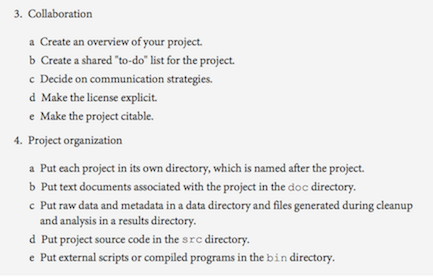 3. Collaboration
a Create an overview of your project.
b Create a shared "to-do" list for the project.
c Decide on communication strategies.
d Make the license explicit.
e Make the project citable.
4. Project organization
a Put each project in its own directory, which is named after the project.
b Put text documents associated with the project in the doc directory.
c Put raw data and metadata in a data directory and files generated during cleanup
and analysis in a results directory.
d Put project source code in the src directory.
e Put external scripts or compiled programs in the bin directory.